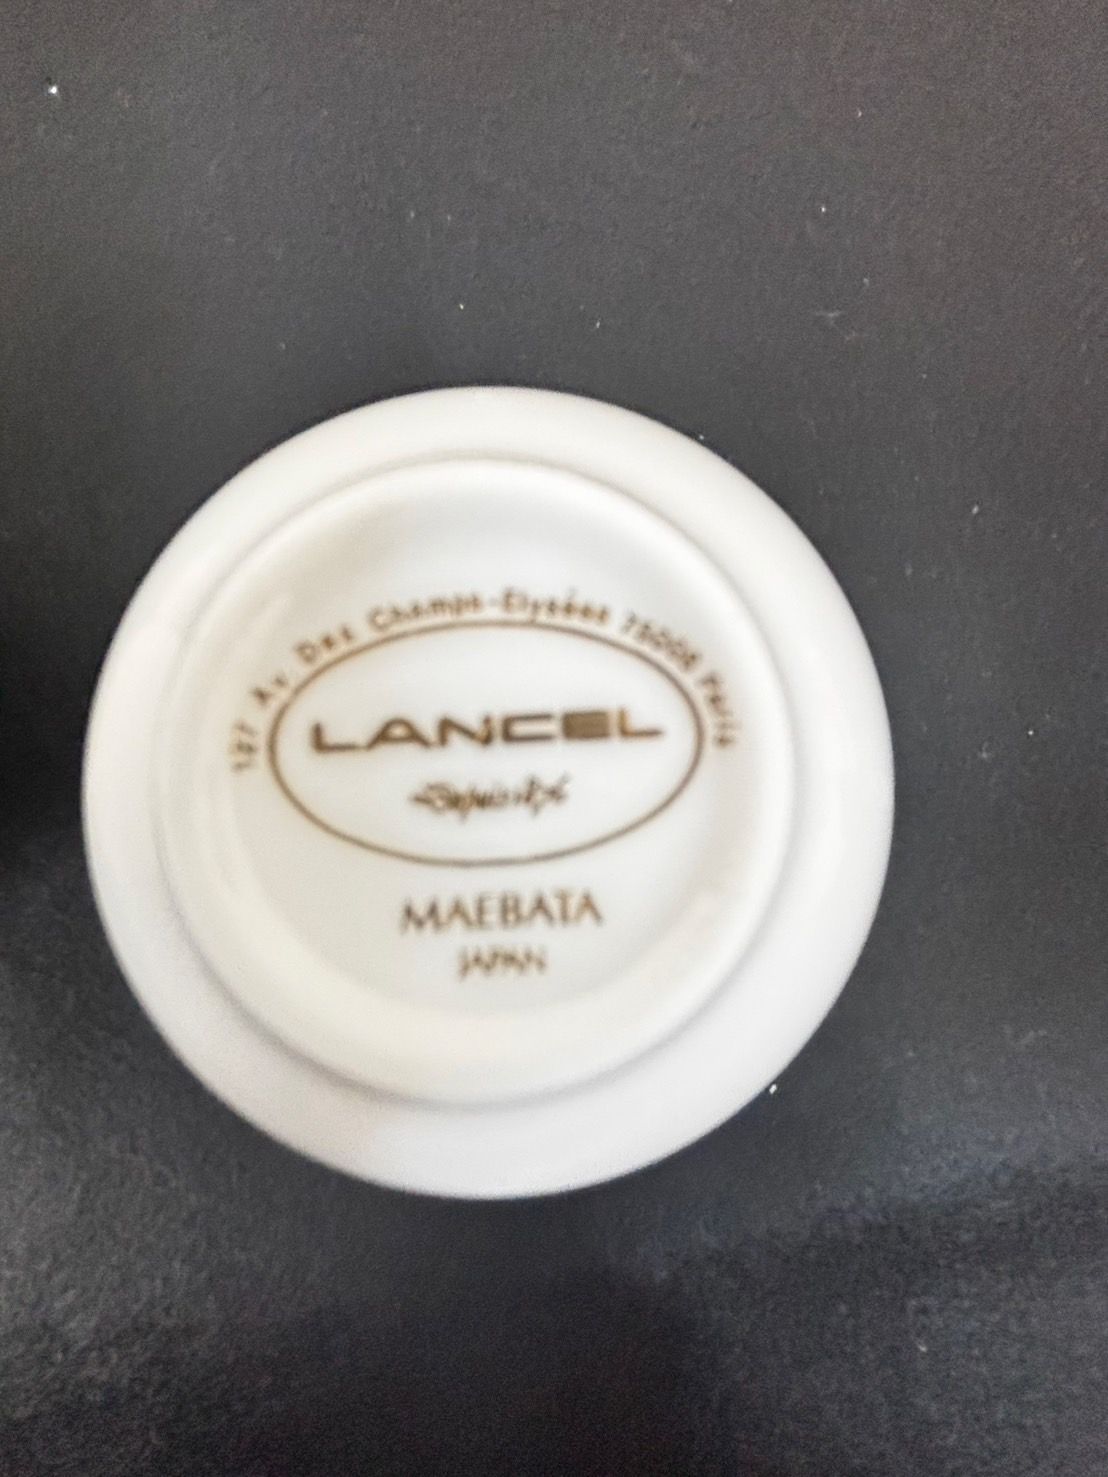 127 Av. Des Champs-Elysées 75008 Paris
LANCEL
MAEBATA
JAPAN